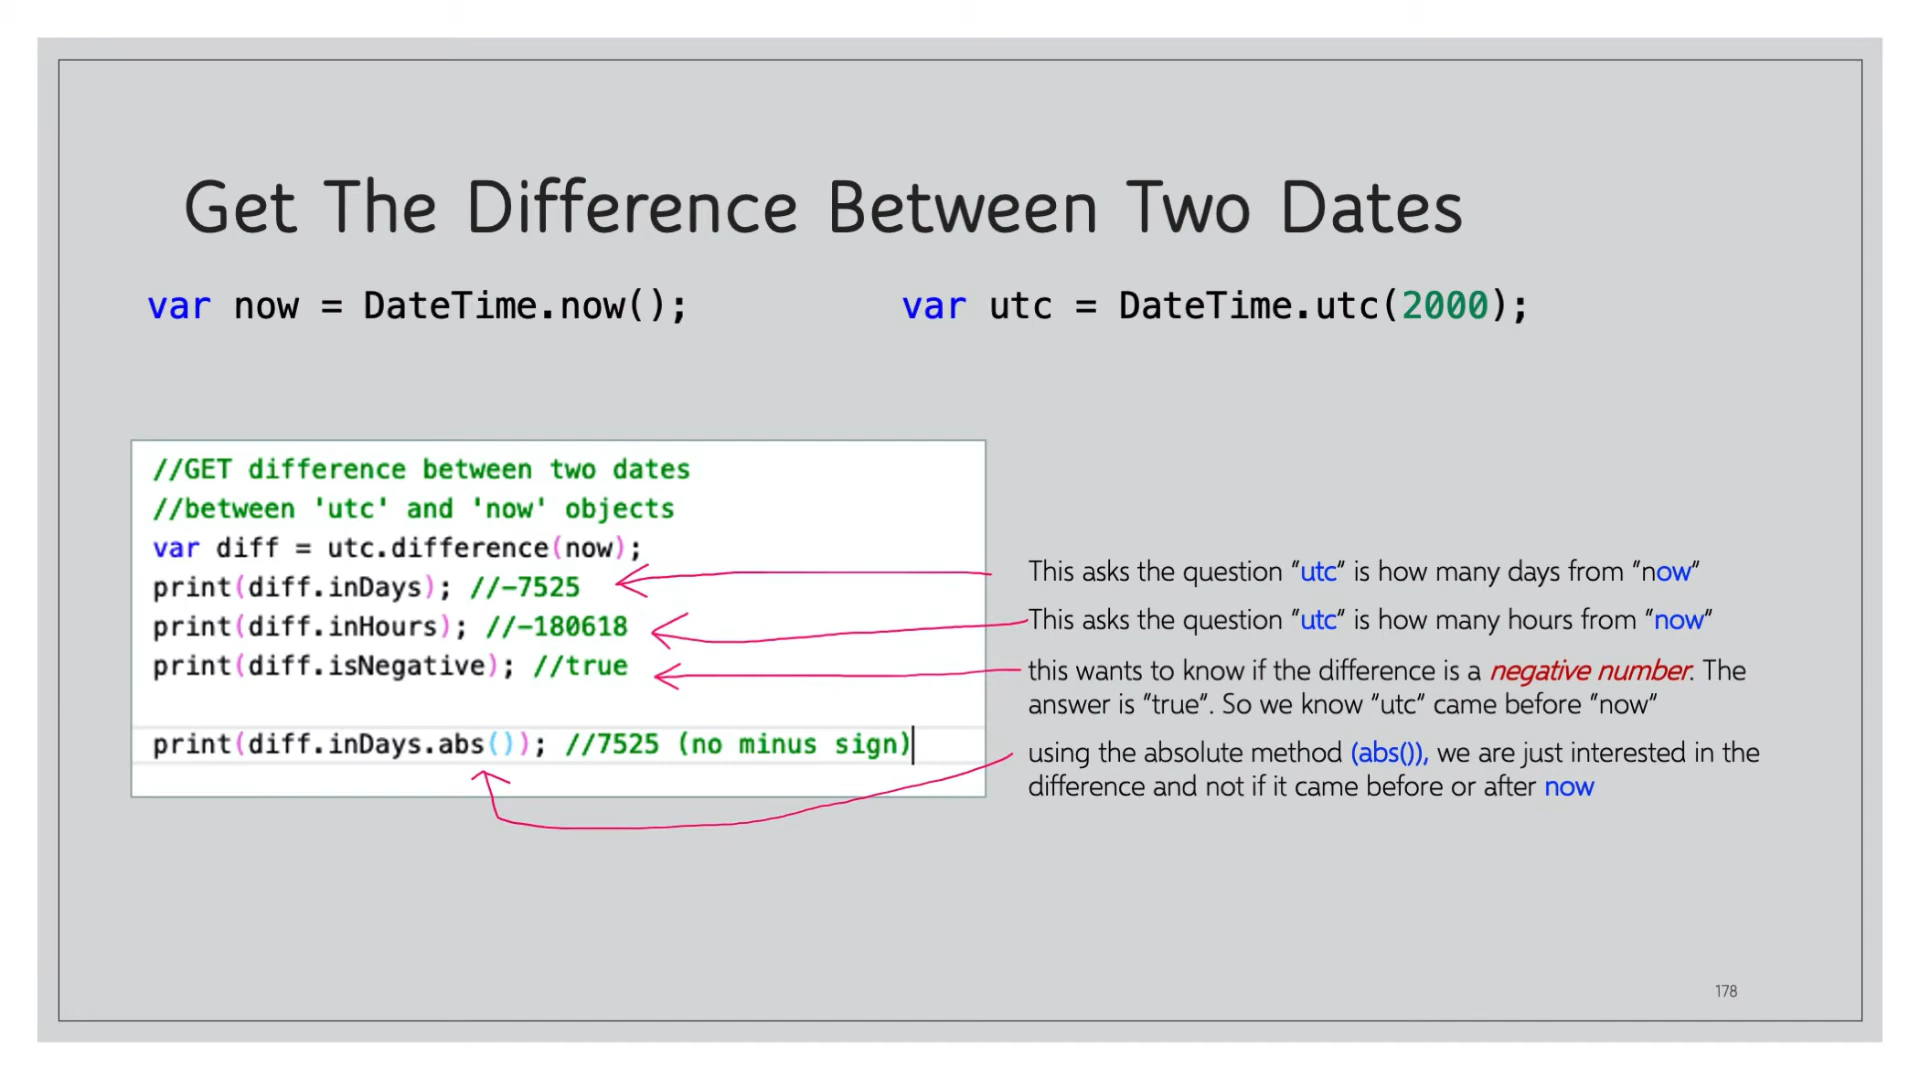 Get The Difference Between Two Dates
var now = DateTime.now();
var utc = DateTime.utc(2000);
//GET difference between two dates
//between 'utc' and 'now' objects
var diff = utc.difference(now);
print(diff.inDays); //-7525
print(diff.inHours); //-180618
print(diff.isNegative); //true
print(diff.inDays.abs()); //7525 (no minus sign)
This asks the question "utc" is how many days from "now"
This asks the question "utc" is how many hours from "now"
this wants to know if the difference is a negative number. The
answer is "true". So we know "utc" came before "now"
using the absolute method (abs()), we are just interested in the
difference and not if it came before or after now
178